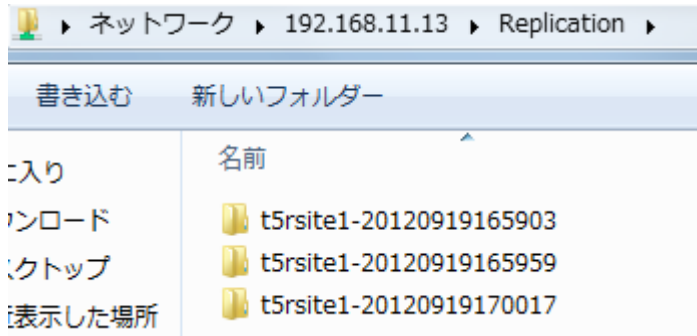 ネットワーク ▸ 192.168.11.13 ▸ Replication ▸
書き込む 新しいフォルダー
名前
に入り
ウンロード
スクトップ
表示した場所
t5rsite1-20120919165903
t5rsite1-20120919165959
t5rsite1-20120919170017